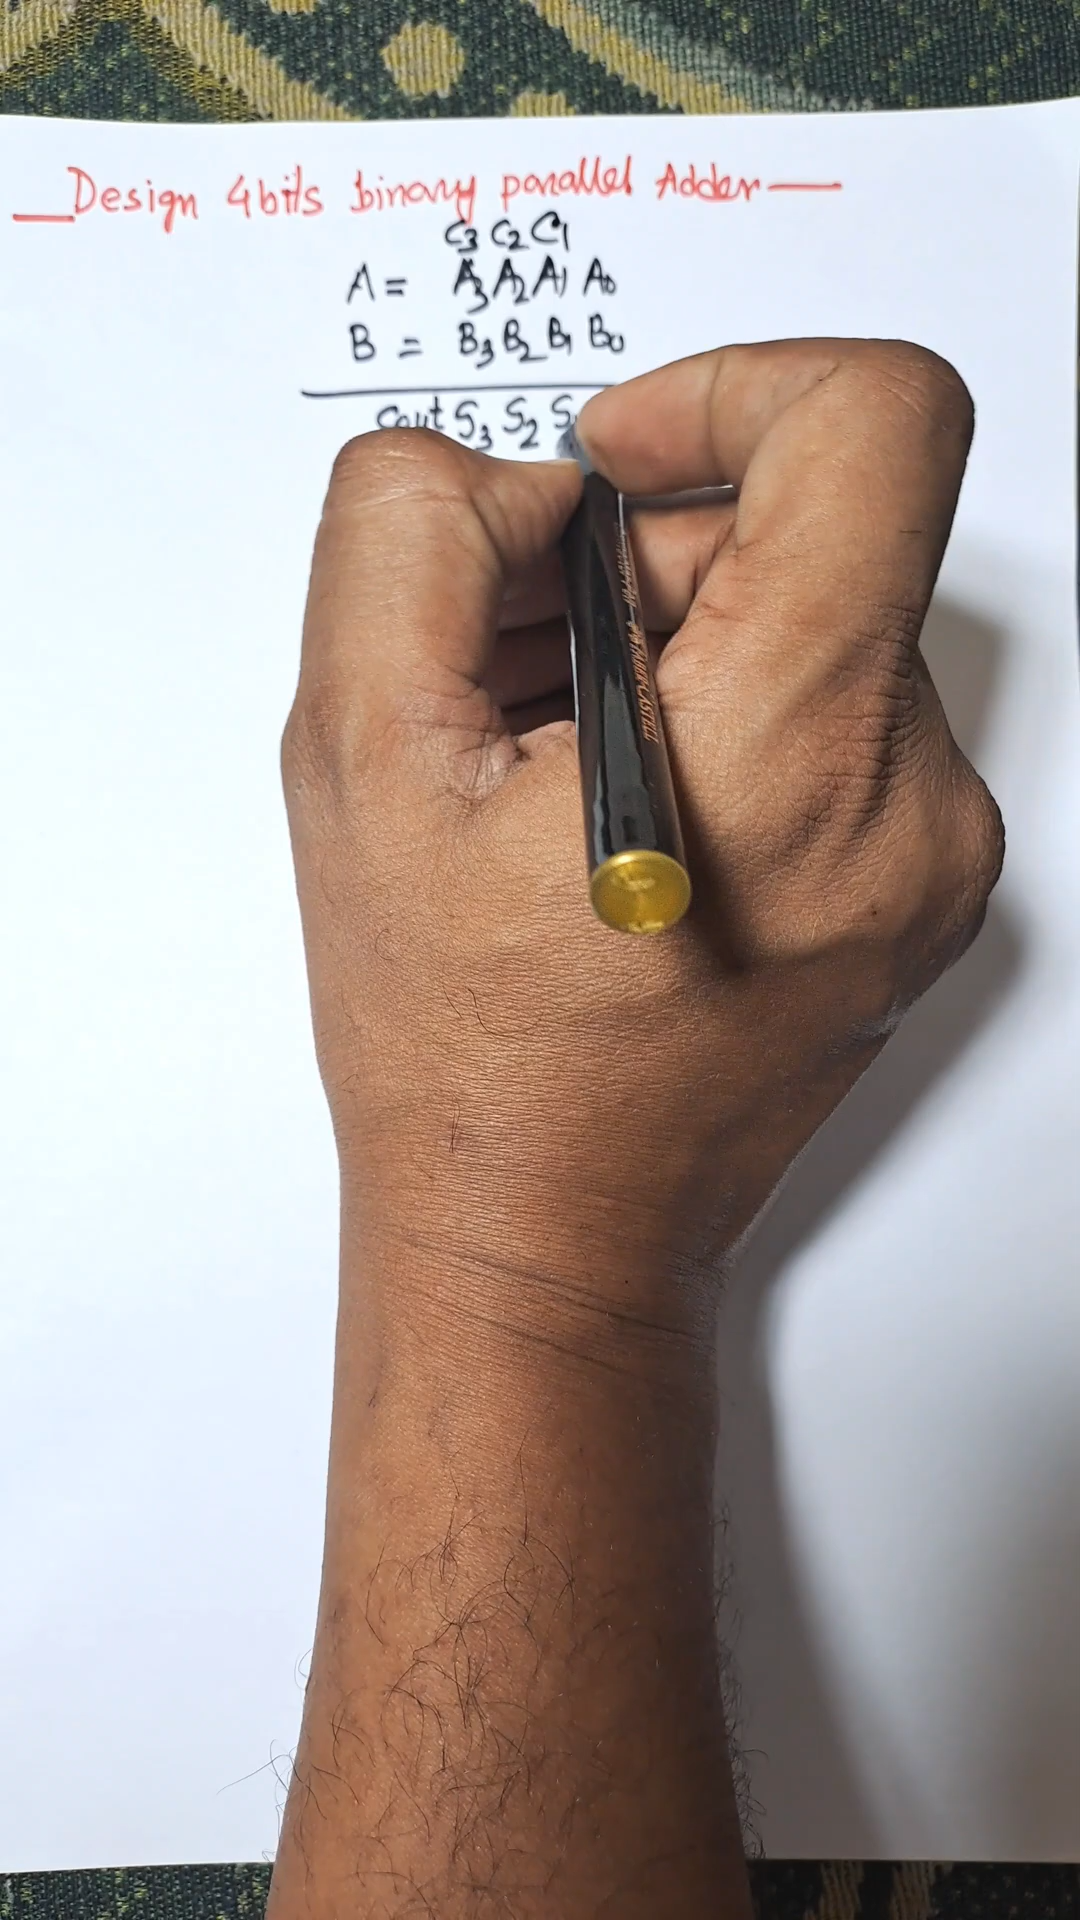 Design 4bits binary parallel Adder
C3 C2 C1
A = A3 A2 A1 A0
B = B3 B2 B1 B0
Cout S3 S2 S1